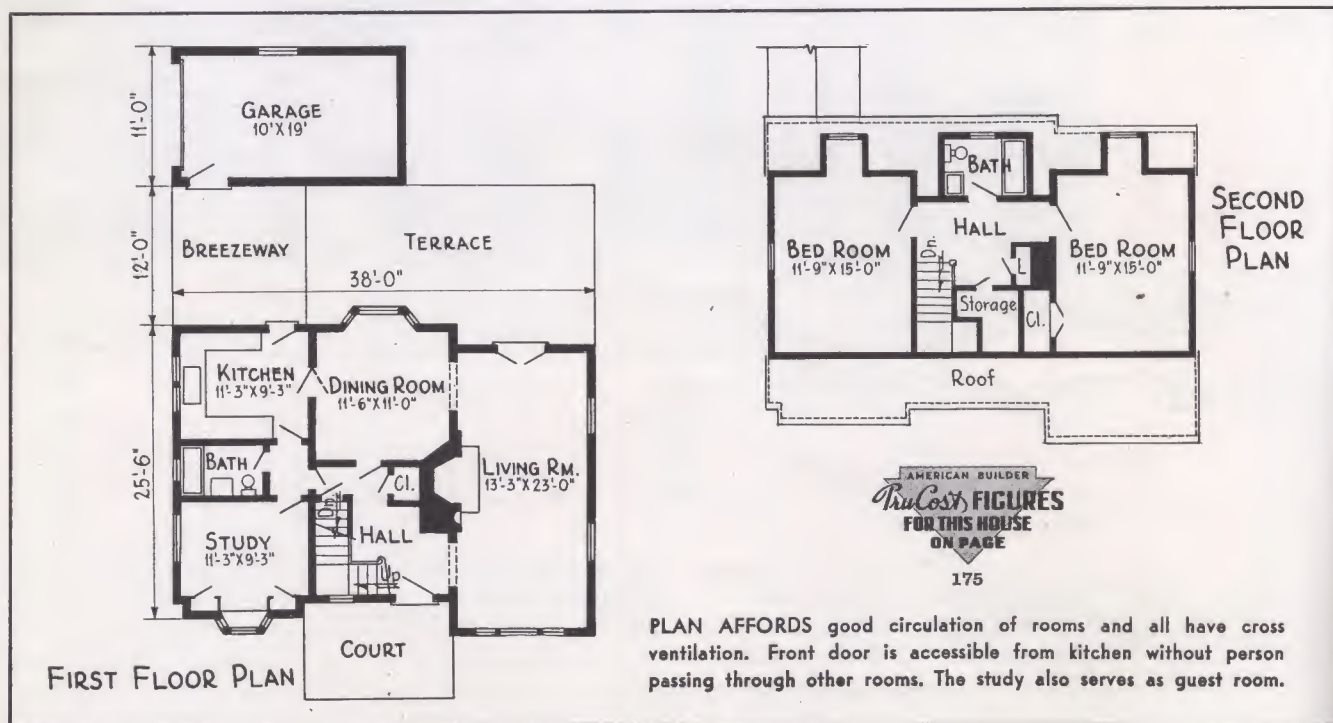 11'-0"
GARAGE
10'X19'
12'-0"
BREEZEWAY
TERRACE
38'-0"
25'-6"
KITCHEN
11'-3"X9'-3"
DINING ROOM
11'-6"X11'-0"
BATH
Cl.
LIVING RM.
13'-3"X23'-0"
Dn.
HALL
STUDY
11'-3"X9'-3"
Up
COURT
FIRST FLOOR PLAN
BATH
HALL
BED ROOM
11'-9"X15'-0"
Dn.
L
BED ROOM
11'-9"X15'-0"
Storage
Cl.
Roof
SECOND
FLOOR
PLAN
AMERICAN BUILDER
TruCost FIGURES
FOR THIS HOUSE
ON PAGE
175
PLAN AFFORDS good circulation of rooms and all have cross
ventilation. Front door is accessible from kitchen without person
passing through other rooms. The study also serves as guest room.